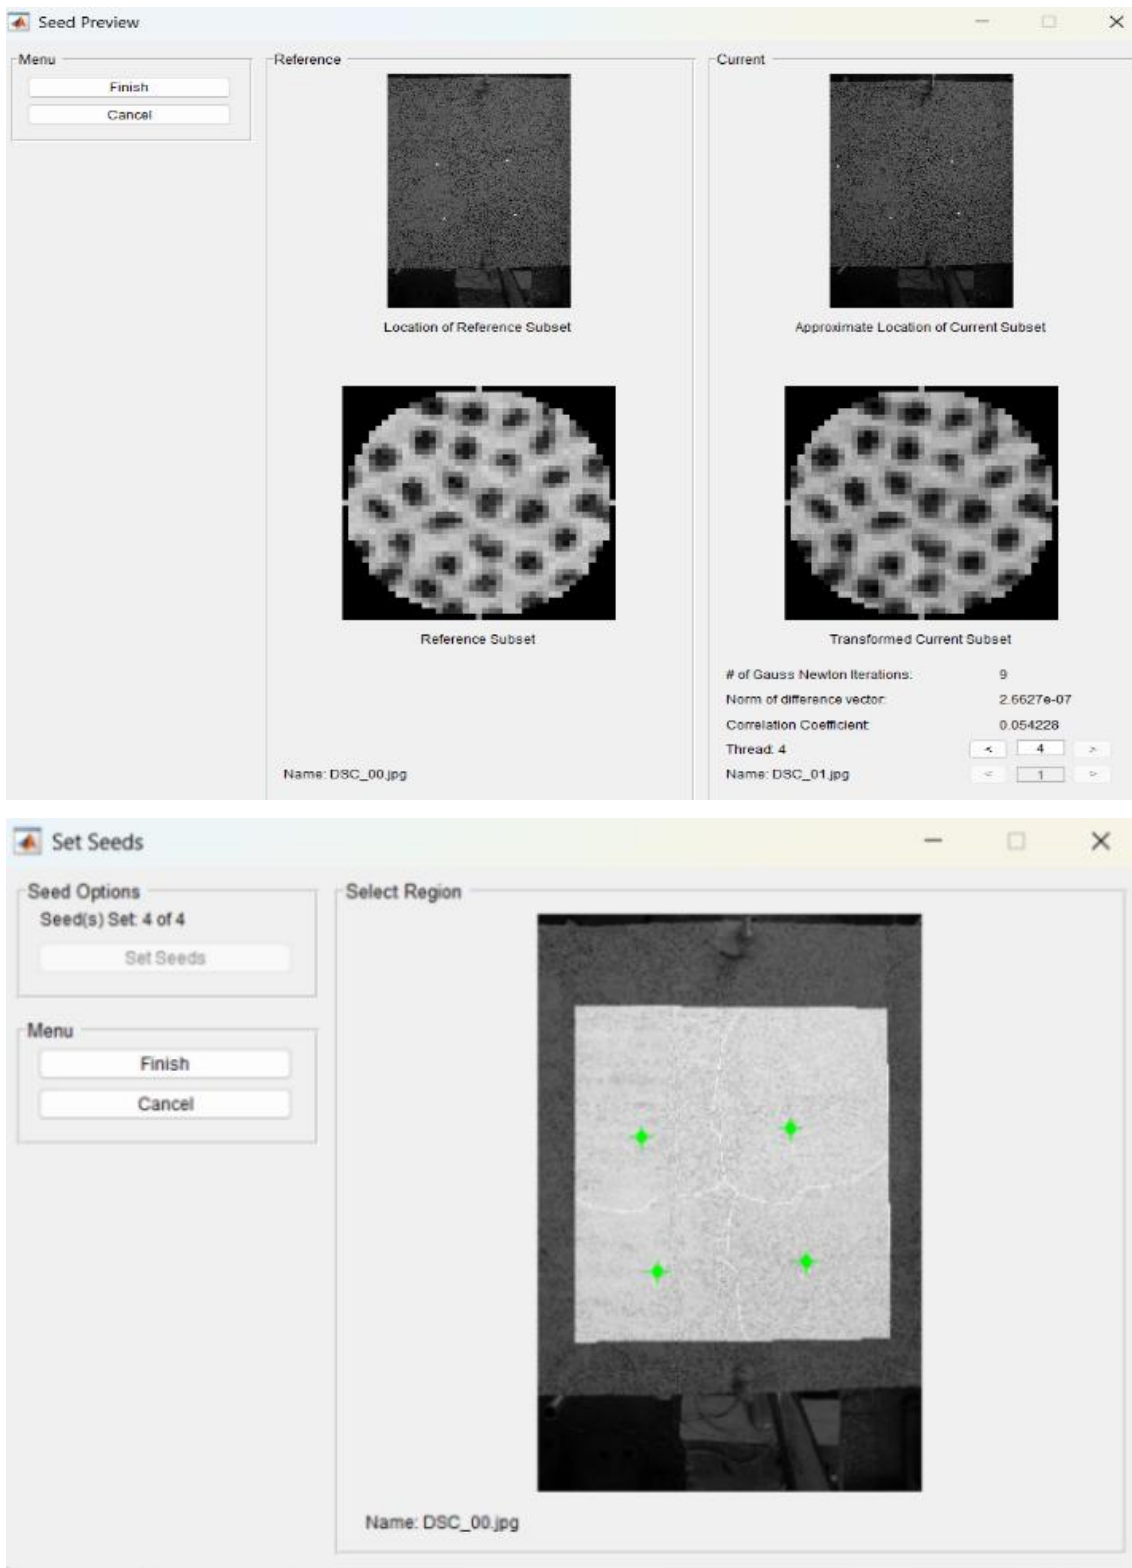 Seed Preview
Menu
Finish
Cancel
Reference
Location of Reference Subset
Reference Subset
Name: DSC_00.jpg
Current
Approximate Location of Current Subset
Transformed Current Subset
# of Gauss Newton Iterations: 9
Norm of difference vector: 2.6627e-07
Correlation Coefficient: 0.054228
Thread: 4 < 4 >
Name: DSC_01.jpg < 1 >
Set Seeds
Seed Options
Seed(s) Set: 4 of 4
Set Seeds
Menu
Finish
Cancel
Select Region
Name: DSC_00.jpg